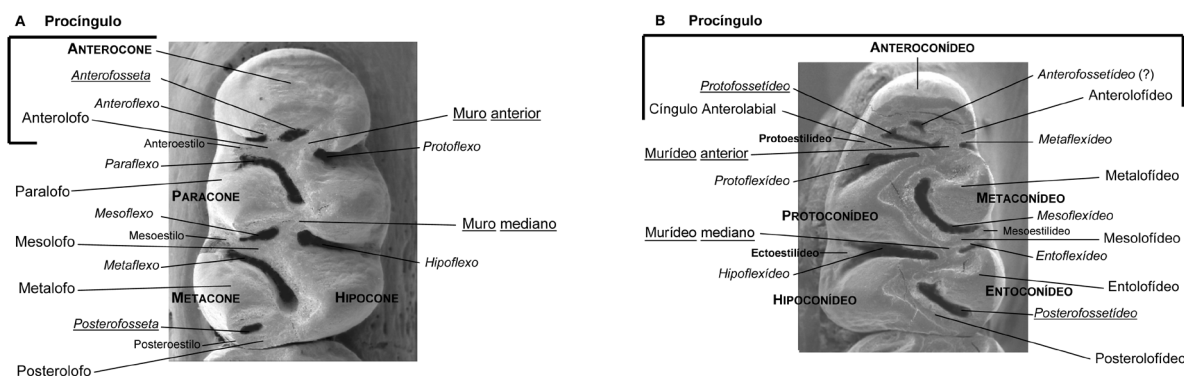 A Procíngulo
ANTEROCONE
Anterofosseta
Anteroflexo
Anterolofo
Anteroestilo
Paraflexo
Paralofo
PARACONE
Mesoflexo
Mesolofo
Mesoestilo
Metaflexo
Metalofo
METACONE
Posterofosseta
Posteroestilo
Posterolofo
Muro anterior
Protoflexo
Muro mediano
Hipoflexo
HIPOCONE
B Procíngulo
ANTEROCONÍDEO
Protofossetídeo
Cíngulo Anterolabial
Protoestilídeo
Murídeo anterior
Protoflexídeo
PROTOCONÍDEO
Murídeo mediano
Ectoestilídeo
Hipoflexídeo
HIPOCONÍDEO
Anterofossetídeo (?)
Anterolofídeo
Metaflexídeo
Metalofídeo
METACONÍDEO
Mesoflexídeo
Mesoestilídeo
Mesolofídeo
Entoflexídeo
Entolofídeo
ENTOCONÍDEO
Posterofossetídeo
Posterolofídeo